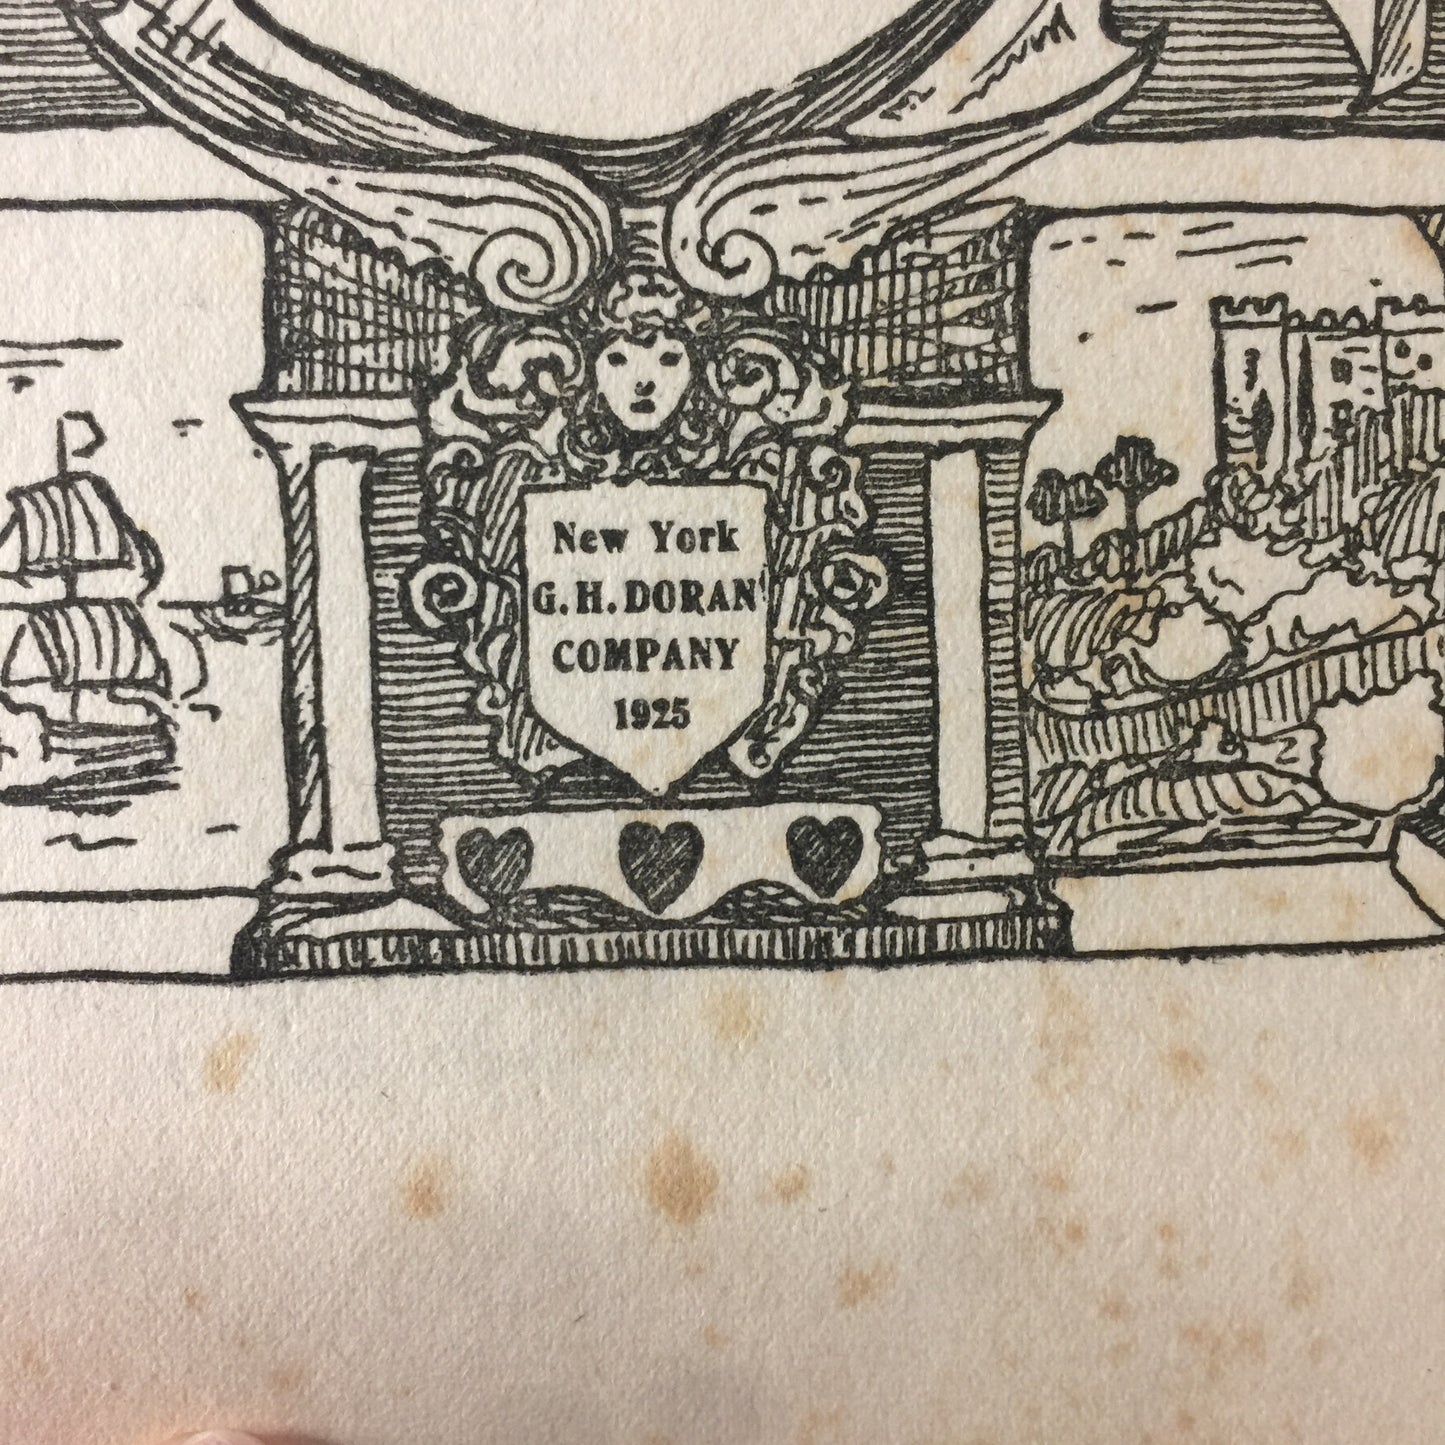 New York
G.H. DORAN
COMPANY
1925